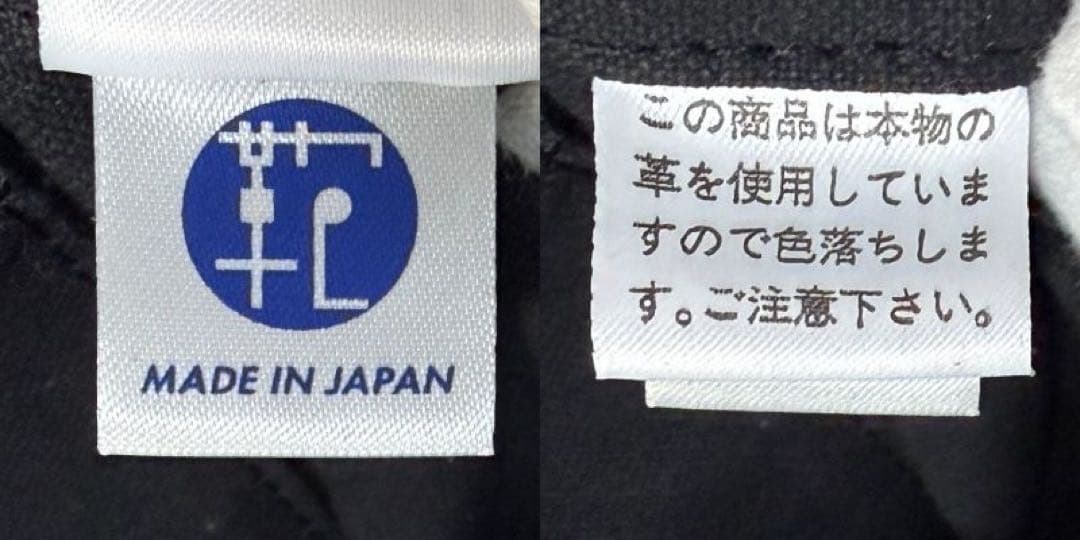 MADE IN JAPAN
この商品は本物の
革を使用していま
すので色落ちしま
す。ご注意下さい。